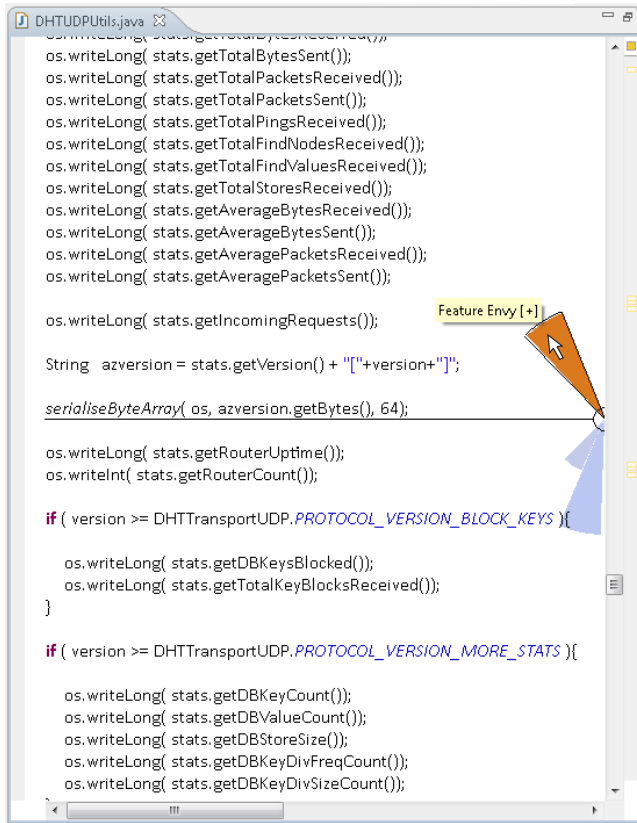 DHTUDPUtils.java
os.writeLong( stats.getTotalBytesReceived());
os.writeLong( stats.getTotalBytesSent());
os.writeLong( stats.getTotalPacketsReceived());
os.writeLong( stats.getTotalPacketsSent());
os.writeLong( stats.getTotalPingsReceived());
os.writeLong( stats.getTotalFindNodesReceived());
os.writeLong( stats.getTotalFindValuesReceived());
os.writeLong( stats.getTotalStoresReceived());
os.writeLong( stats.getAverageBytesReceived());
os.writeLong( stats.getAverageBytesSent());
os.writeLong( stats.getAveragePacketsReceived());
os.writeLong( stats.getAveragePacketsSent());
Feature Envy [+]
os.writeLong( stats.getIncomingRequests());
String azversion = stats.getVersion() + "["+version+"]";
serialiseByteArray( os, azversion.getBytes(), 64);
os.writeLong( stats.getRouterUptime());
os.writeInt( stats.getRouterCount());
if ( version >= DHTTransportUDP.PROTOCOL_VERSION_BLOCK_KEYS ){
os.writeLong( stats.getDBKeysBlocked());
os.writeLong( stats.getTotalKeyBlocksReceived());
}
if ( version >= DHTTransportUDP.PROTOCOL_VERSION_MORE_STATS ){
os.writeLong( stats.getDBKeyCount());
os.writeLong( stats.getDBValueCount());
os.writeLong( stats.getDBStoreSize());
os.writeLong( stats.getDBKeyDivFreqCount());
os.writeLong( stats.getDBKeyDivSizeCount());